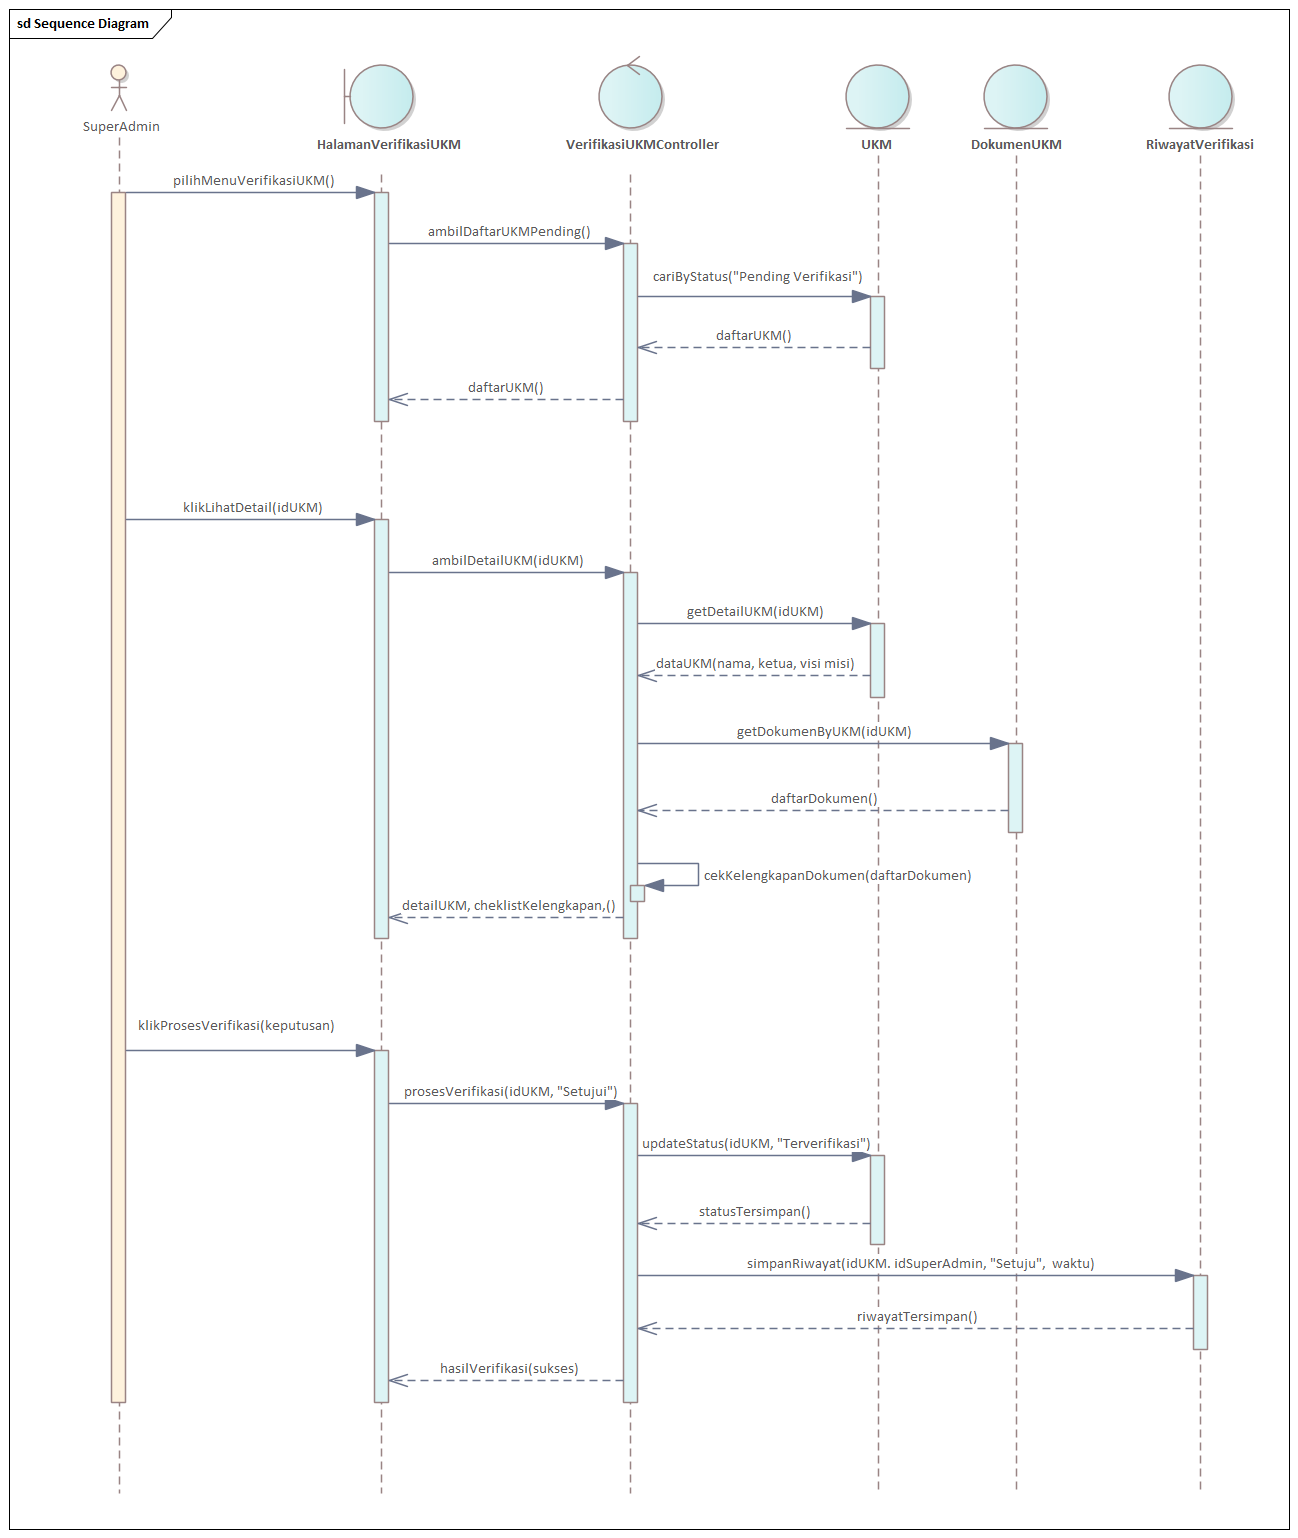 sd Sequence Diagram
SuperAdmin
HalamanVerifikasiUKM
VerifikasiUKMController
UKM
DokumenUKM
RiwayatVerifikasi
pilihMenuVerifikasiUKM()
ambilDaftarUKMPending()
cariByStatus("Pending Verifikasi")
daftarUKM()
daftarUKM()
klikLihatDetail(idUKM)
ambilDetailUKM(idUKM)
getDetailUKM(idUKM)
dataUKM(nama, ketua, visi misi)
getDokumenByUKM(idUKM)
daftarDokumen()
cekKelengkapanDokumen(daftarDokumen)
detailUKM, cheklistKelengkapan,()
klikProsesVerifikasi(keputusan)
prosesVerifikasi(idUKM, "Setujui")
updateStatus(idUKM, "Terverifikasi")
statusTersimpan()
simpanRiwayat(idUKM. idSuperAdmin, "Setuju", waktu)
riwayatTersimpan()
hasilVerifikasi(sukses)